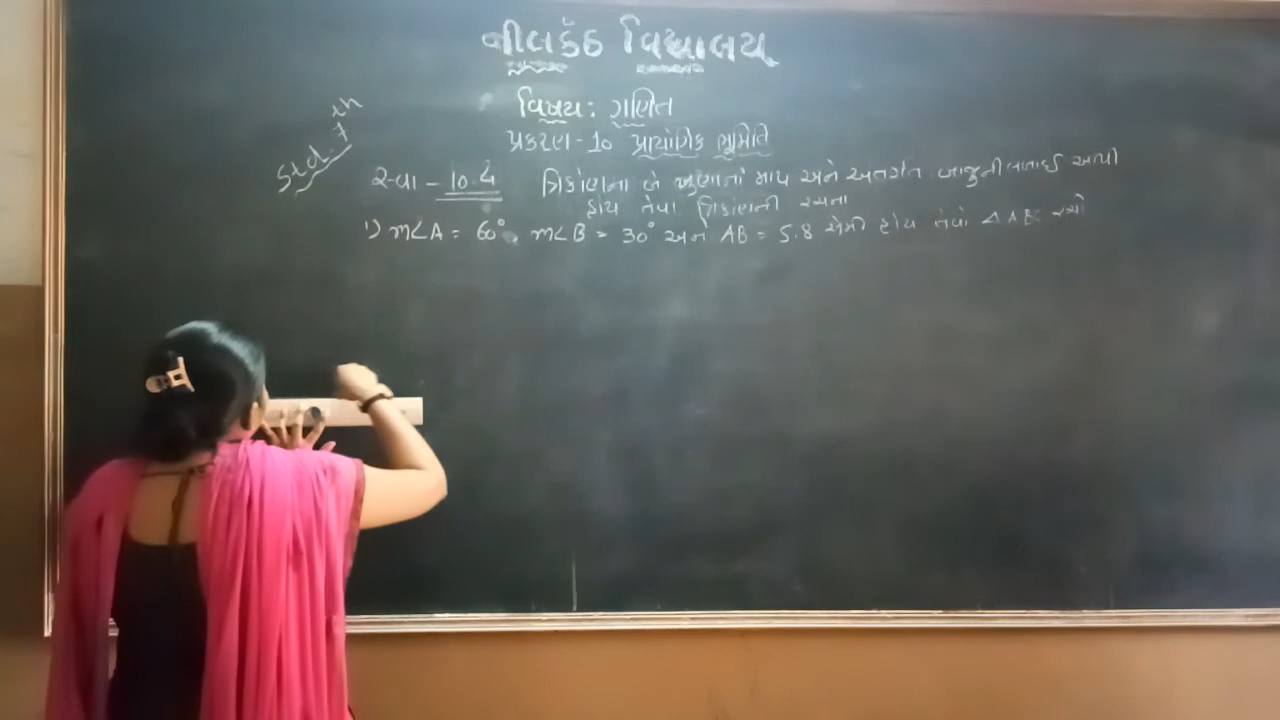 નીલકંઠ વિદ્યાલય
વિષય: ગણિત
Std. 7th
પ્રકરણ - 10 પ્રાયોગિક ભૂમિતિ
સ્વા - 10.4 ત્રિકોણના બે ખુણાનાં માપ અને અંતર્ગત બાજુની લંબાઈ આપી
હોય તેવા ત્રિકોણની રચના
1) m∠A = 60°, m∠B = 30° અને AB = 5.8 સેમી હોય તેવો △ABC રચો